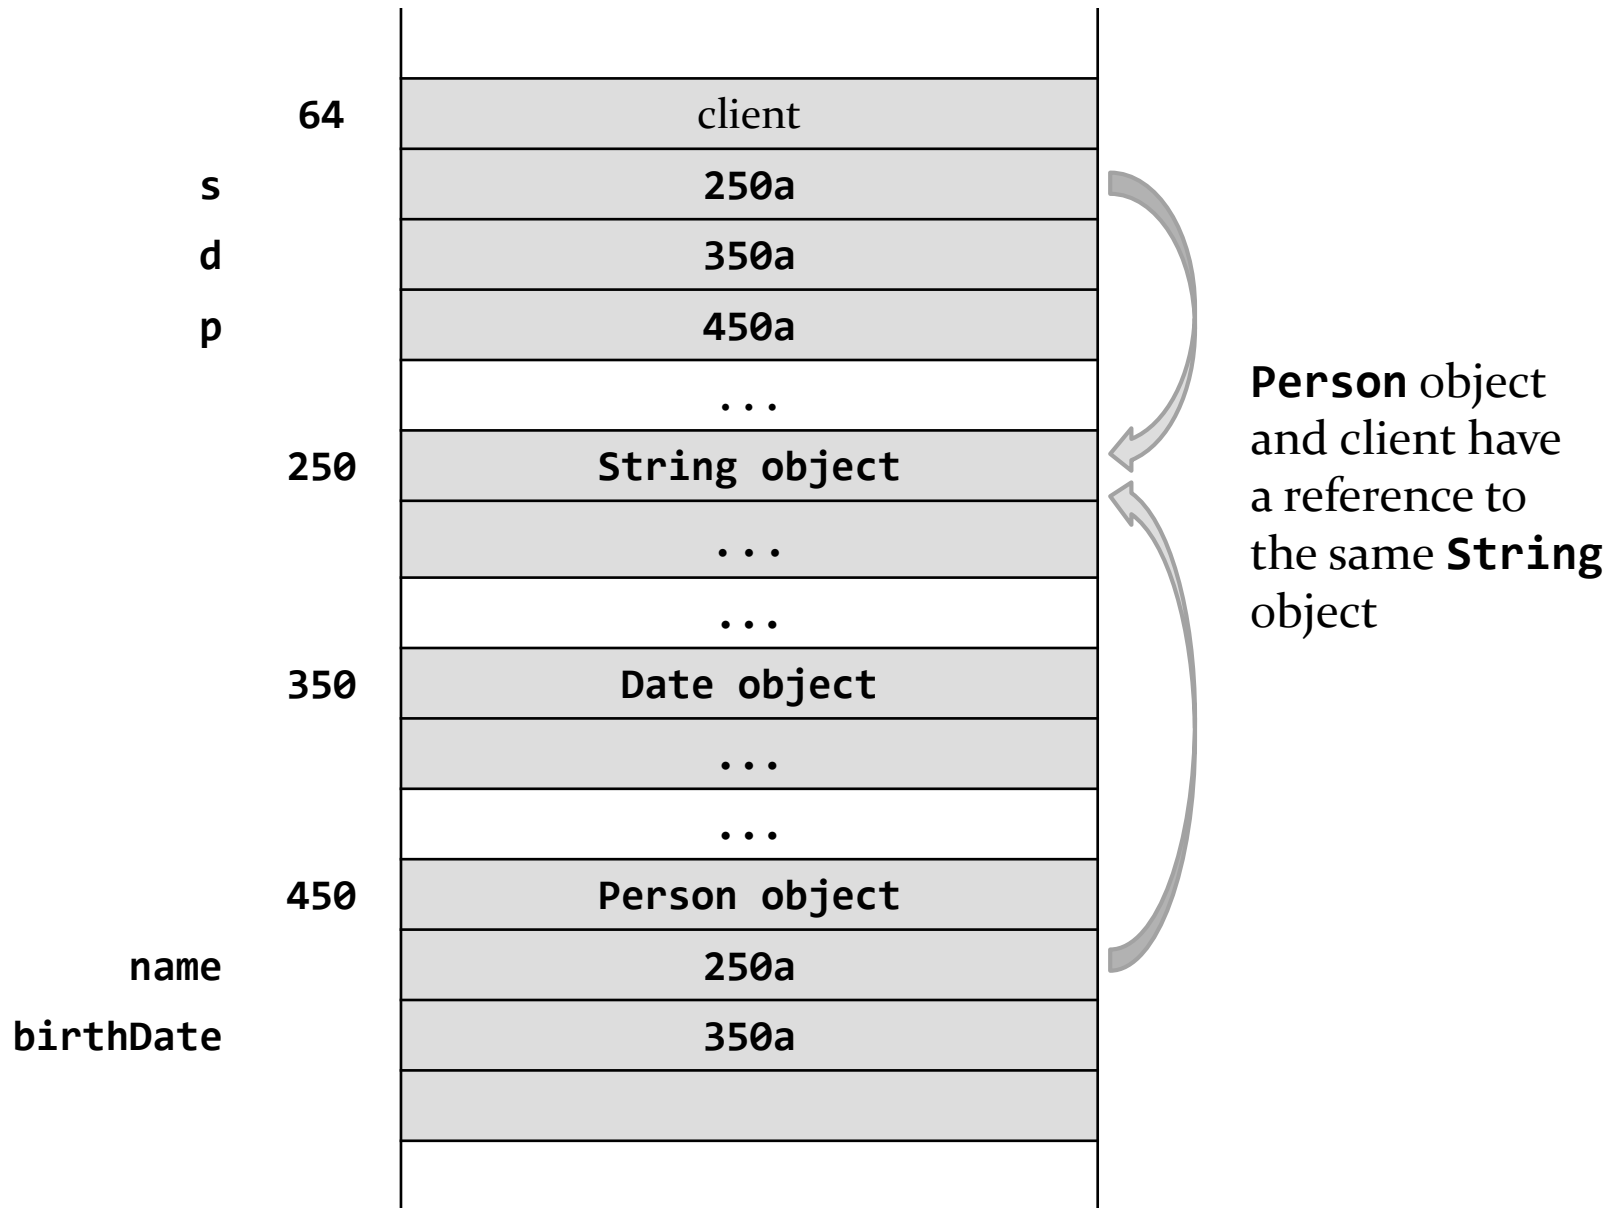 64 client
s 250a
d 350a
p 450a
...
250 String object
...
...
350 Date object
...
...
450 Person object
name 250a
birthDate 350a
Person object
and client have
a reference to
the same String
object